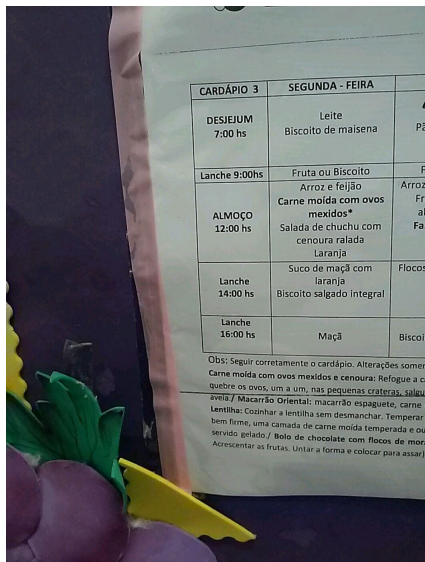 CARDÁPIO 3
SEGUNDA - FEIRA
DESJEJUM
7:00 hs
Leite
Biscoito de maisena
Lanche 9:00hs
Fruta ou Biscoito
ALMOÇO
12:00 hs
Arroz e feijão
Carne moída com ovos
mexidos*
Salada de chuchu com
cenoura ralada
Laranja
Arroz
Lanche
14:00 hs
Suco de maçã com
laranja
Biscoito salgado integral
Flocos
Lanche
16:00 hs
Maçã
Obs: Seguir corretamente o cardápio. Alterações
Carne moída com ovos mexidos e cenoura: Refogue a
quebre os ovos, um a um, nas pequenas crateras,
aveia./ Macarrão Oriental: macarrão espaguete, carne
Lentilha: Cozinhar a lentilha sem desmanchar. Temperar
bem firme, uma camada de carne moída temperada e
servido gelado./ Bolo de chocolate com flocos de
Acrescentar as frutas. Untar a forma e colocar para assar